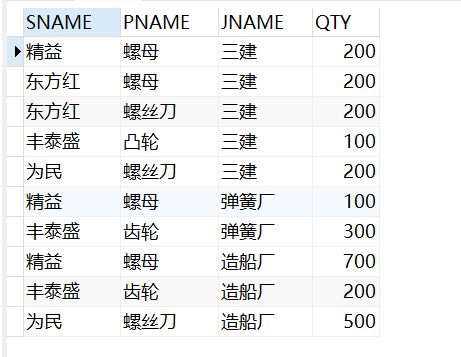 SNAME PNAME JNAME QTY
精益 螺母 三建 200
东方红 螺母 三建 200
东方红 螺丝刀 三建 200
丰泰盛 凸轮 三建 100
为民 螺丝刀 三建 200
精益 螺母 弹簧厂 100
丰泰盛 齿轮 弹簧厂 300
精益 螺母 造船厂 700
丰泰盛 齿轮 造船厂 200
为民 螺丝刀 造船厂 500